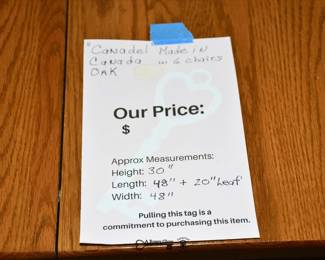 Canadel Made in
Canada w 6 chairs
Oak
Our Price:
$
Approx Measurements:
Height: 30"
Length: 48" + 20" Leaf
Width: 48"
Pulling this tag is a
commitment to purchasing this item.